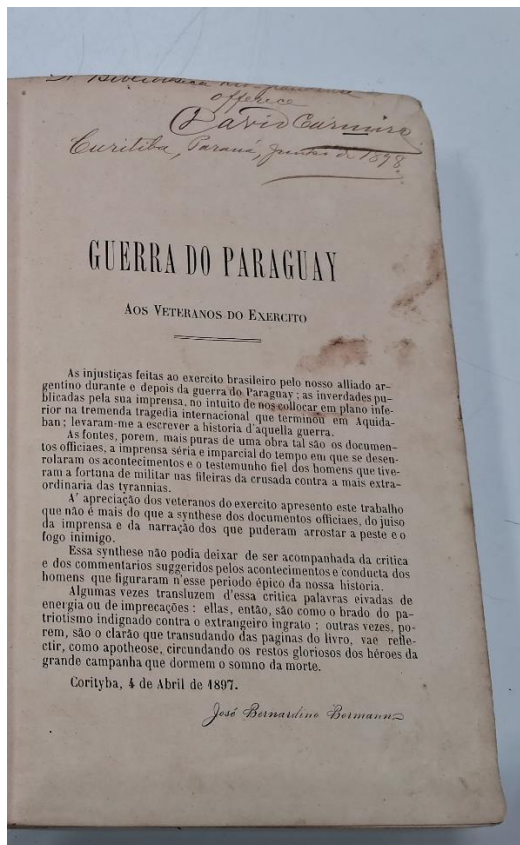 A Bibliotheca
offerece
David Carneiro
Curitiba, Paraná, Junho de 1898.
GUERRA DO PARAGUAY
AOS VETERANOS DO EXERCITO
As injustiças feitas ao exercito brasileiro pelo nosso alliado ar-
gentino durante e depois da guerra do Paraguay ; as inverdades pu-
blicadas pela sua imprensa, no intuito de nos collocar em plano infe-
rior na tremenda tragedia internacional que terminou em Aquida-
ban ; levaram-me a escrever a historia d'aquella guerra.
As fontes, porem, mais puras de uma obra tal são os documen-
tos officiaes, a imprensa séria e imparcial do tempo em que se desen-
rolaram os acontecimentos e o testemunho fiel dos homens que tive-
ram a fortuna de militar nas fileiras da crusada contra a mais extra-
ordinaria das tyrannias.
A' apreciação dos veteranos do exercito apresento este trabalho
que não é mais do que a synthese dos documentos officiaes, do juiso
da imprensa e da narração dos que puderam arrostar a peste e o
fogo inimigo.
Essa synthese não podia deixar de ser acompanhada da critica
e dos commentarios suggeridos pelos acontecimentos e conducta dos
homens que figuraram n'esse periodo épico da nossa historia.
Algumas vezes transluzem d'essa critica palavras eivadas de
energia ou de imprecações : ellas, então, são como o brado do pa-
triotismo indignado contra o extrangeiro ingrato ; outras vezes, po-
rem, são o clarão que transudando das paginas do livro, vae refle-
ctir, como apotheose, circundando os restos gloriosos dos héroes da
grande campanha que dormem o somno da morte.
Corityba, 4 de Abril de 1897.
José Bernardino Bormann